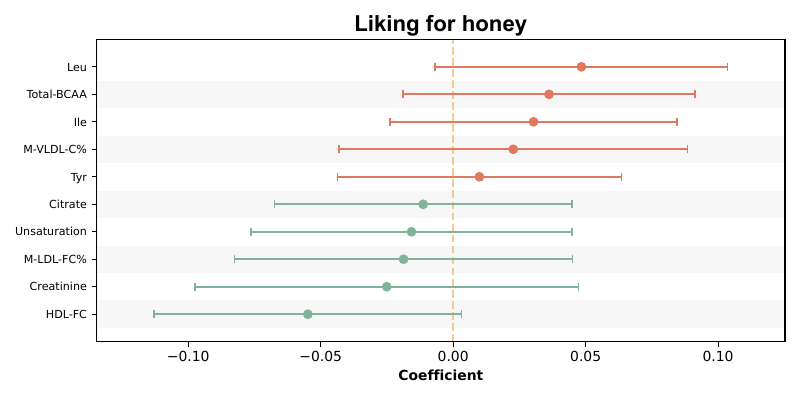 Liking for honey
Leu
Total-BCAA
Ile
M-VLDL-C%
Tyr
Citrate
Unsaturation
M-LDL-FC%
Creatinine
HDL-FC
−0.10 −0.05 0.00 0.05 0.10
Coefficient